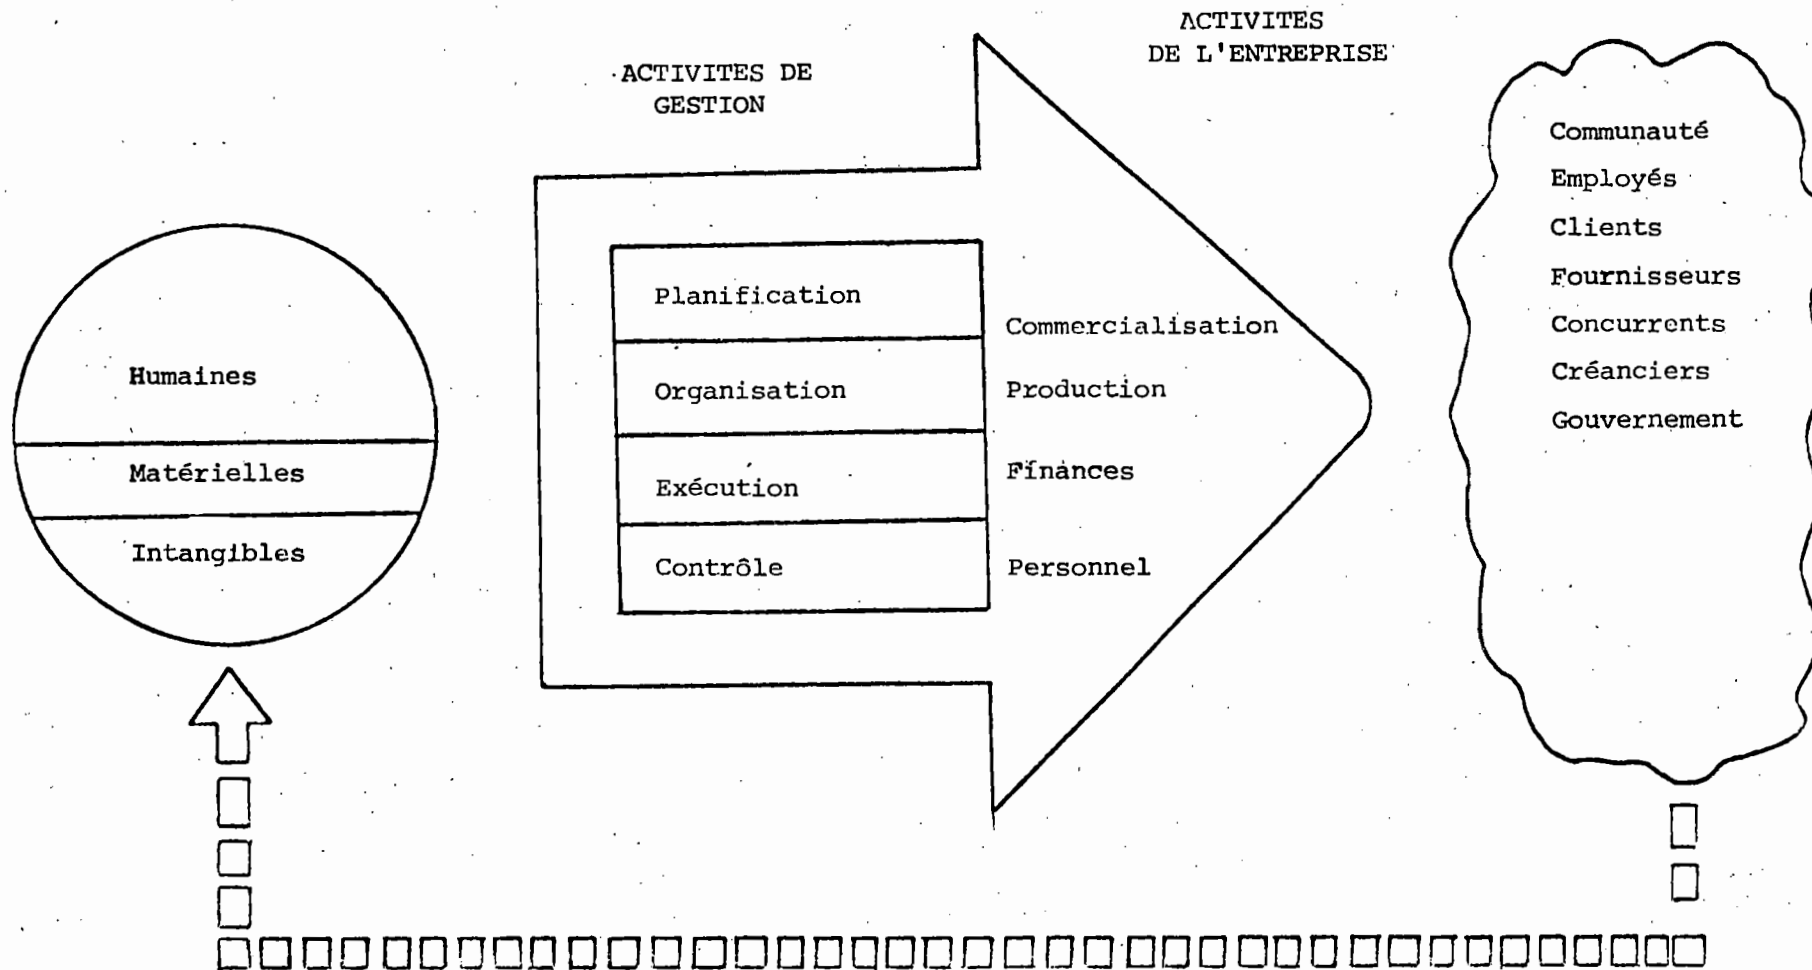 ACTIVITES DE
GESTION
ACTIVITES
DE L'ENTREPRISE
Humaines
Matérielles
Intangibles
Planification
Organisation
Exécution
Contrôle
Commercialisation
Production
Finances
Personnel
Communauté
Employés
Clients
Fournisseurs
Concurrents
Créanciers
Gouvernement